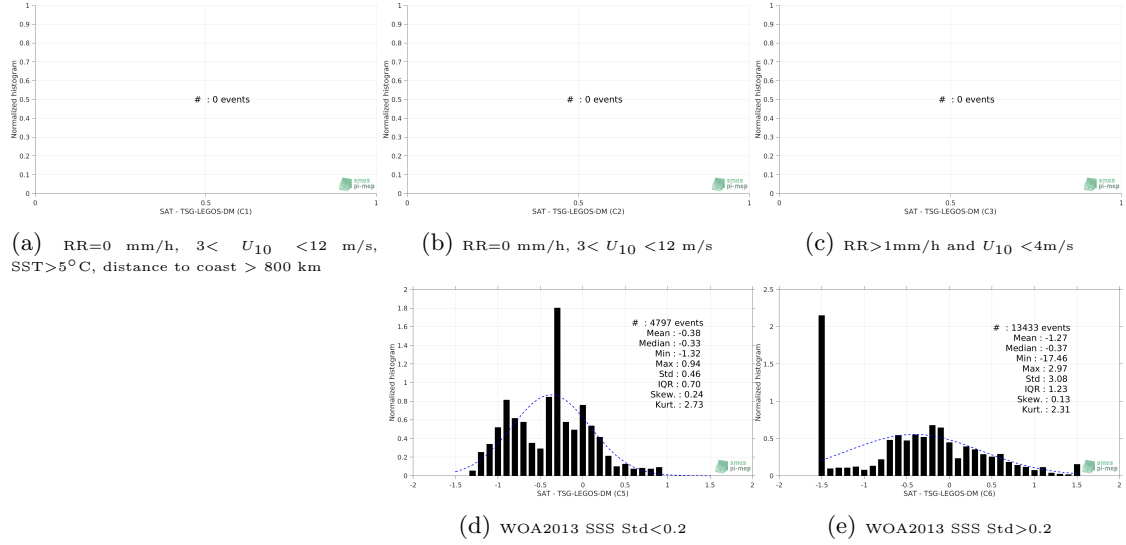 1
0.9
0.8
0.7
0.6
0.5
0.4
0.3
0.2
0.1
0
Normalized histogram
# : 0 events
smos
pi-mep
0 0.5 1
SAT - TSG-LEGOS-DM (C1)
1
0.9
0.8
0.7
0.6
0.5
0.4
0.3
0.2
0.1
0
Normalized histogram
# : 0 events
smos
pi-mep
0 0.5 1
SAT - TSG-LEGOS-DM (C2)
1
0.9
0.8
0.7
0.6
0.5
0.4
0.3
0.2
0.1
0
Normalized histogram
# : 0 events
smos
pi-mep
0 0.5 1
SAT - TSG-LEGOS-DM (C3)
(a) RR=0 mm/h, 3< U10 <12 m/s,
SST>5°C, distance to coast > 800 km
(b) RR=0 mm/h, 3< U10 <12 m/s
(c) RR>1mm/h and U10 <4m/s
2
1.8
1.6
1.4
1.2
1
0.8
0.6
0.4
0.2
0
Normalized histogram
# : 4797 events
Mean : -0.38
Median : -0.33
Min : -1.32
Max : 0.94
Std : 0.46
IQR : 0.70
Skew. : 0.24
Kurt. : 2.73
smos
pi-mep
-2 -1.5 -1 -0.5 0 0.5 1 1.5 2
SAT - TSG-LEGOS-DM (C5)
2.5
2
1.5
1
0.5
0
Normalized histogram
# : 13433 events
Mean : -1.27
Median : -0.37
Min : -17.46
Max : 2.97
Std : 3.08
IQR : 1.23
Skew. : 0.13
Kurt. : 2.31
smos
pi-mep
-2 -1.5 -1 -0.5 0 0.5 1 1.5 2
SAT - TSG-LEGOS-DM (C6)
(d) WOA2013 SSS Std<0.2
(e) WOA2013 SSS Std>0.2